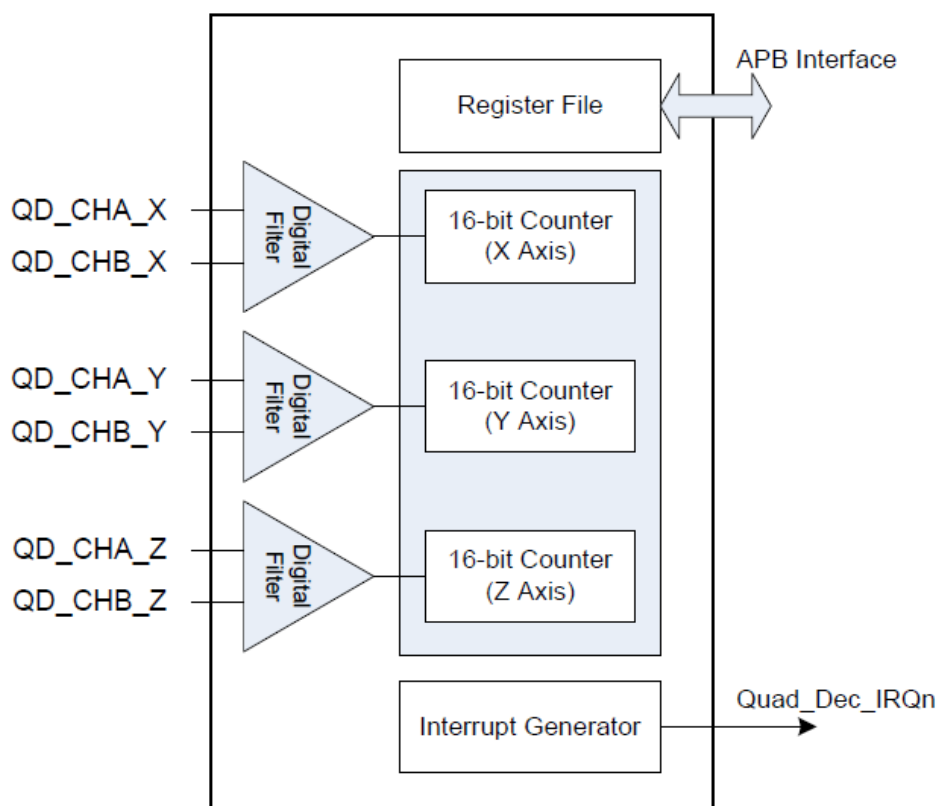 APB Interface
Register File
QD_CHA_X
QD_CHB_X
Digital
Filter
16-bit Counter
(X Axis)
QD_CHA_Y
QD_CHB_Y
Digital
Filter
16-bit Counter
(Y Axis)
QD_CHA_Z
QD_CHB_Z
Digital
Filter
16-bit Counter
(Z Axis)
Quad_Dec_IRQn
Interrupt Generator